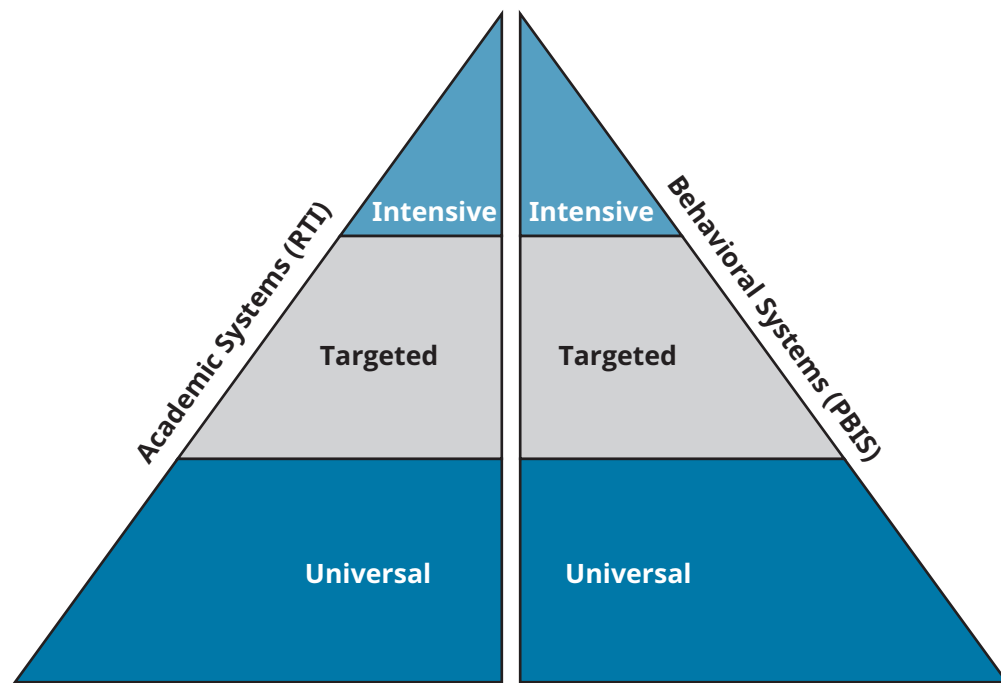 Academic Systems (RTI)
Behavioral Systems (PBIS)
Intensive
Intensive
Targeted
Targeted
Universal
Universal